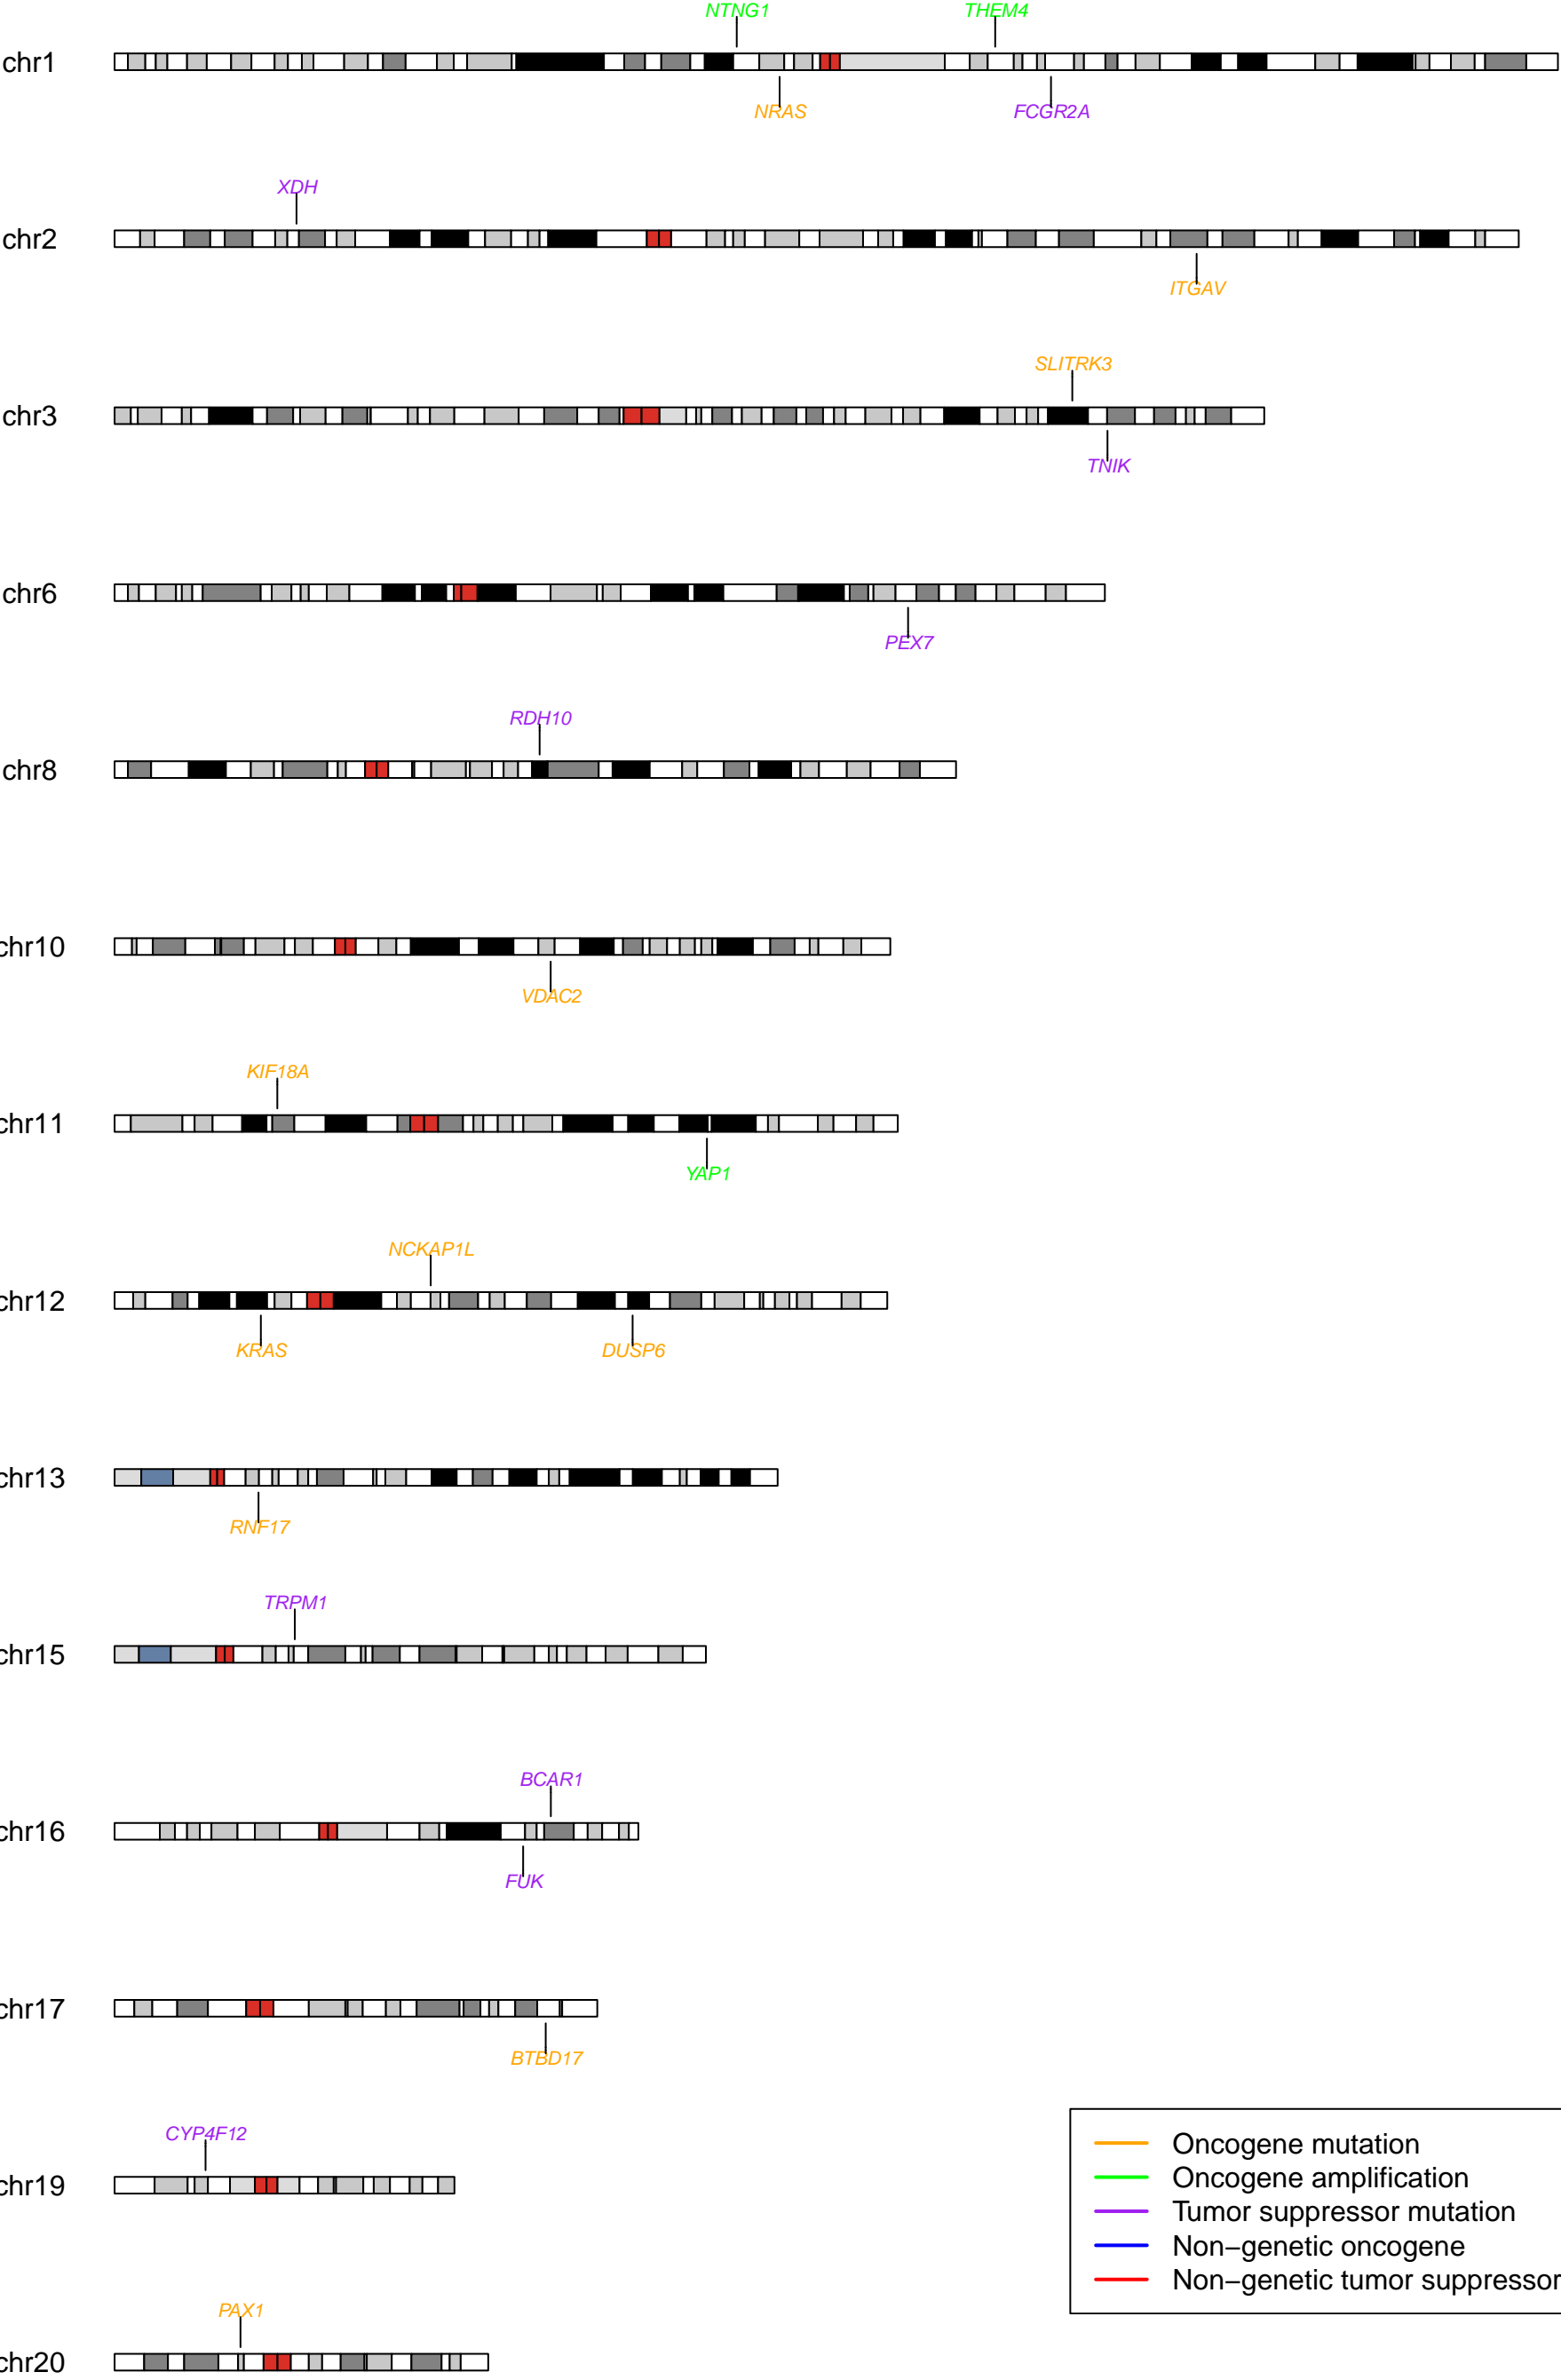 NTNG1 THEM4
chr1
NRAS FCGR2A
XDH
chr2
ITGAV
SLITRK3
chr3
TNIK
chr6
PEX7
RDH10
chr8
chr10
VDAC2
KIF18A
chr11
YAP1
NCKAP1L
chr12
KRAS DUSP6
chr13
RNF17
TRPM1
chr15
BCAR1
chr16
FUK
chr17
BTBD17
CYP4F12
chr19
Oncogene mutation
Oncogene amplification
Tumor suppressor mutation
Non−genetic oncogene
Non−genetic tumor suppressor
PAX1
chr20